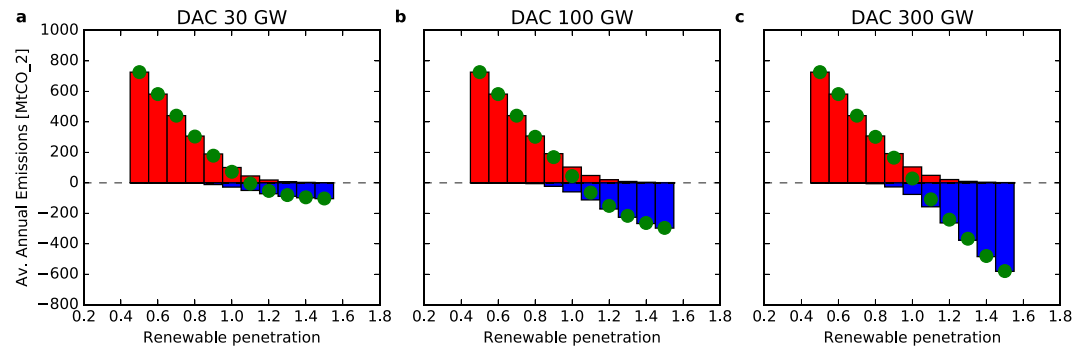 a DAC 30 GW
b DAC 100 GW
c DAC 300 GW
Av. Annual Emissions [MtCO_2]
1000
800
600
400
200
0
−200
−400
−600
−800
0.2 0.4 0.6 0.8 1.0 1.2 1.4 1.6 1.8
Renewable penetration
0.2 0.4 0.6 0.8 1.0 1.2 1.4 1.6 1.8
Renewable penetration
0.2 0.4 0.6 0.8 1.0 1.2 1.4 1.6 1.8
Renewable penetration